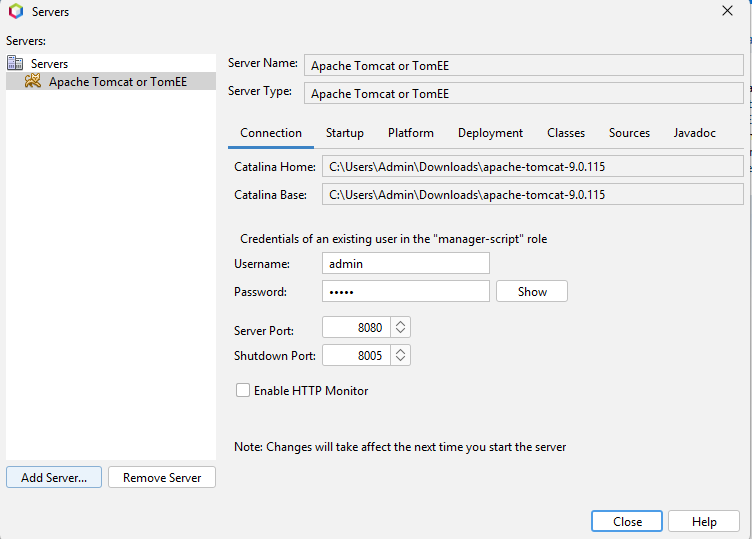 Servers
Servers:
Servers
Apache Tomcat or TomEE
Server Name: Apache Tomcat or TomEE
Server Type: Apache Tomcat or TomEE
Connection Startup Platform Deployment Classes Sources Javadoc
Catalina Home: C:\Users\Admin\Downloads\apache-tomcat-9.0.115
Catalina Base: C:\Users\Admin\Downloads\apache-tomcat-9.0.115
Credentials of an existing user in the "manager-script" role
Username: admin
Password: ••••• Show
Server Port: 8080
Shutdown Port: 8005
Enable HTTP Monitor
Note: Changes will take affect the next time you start the server
Add Server... Remove Server
Close Help